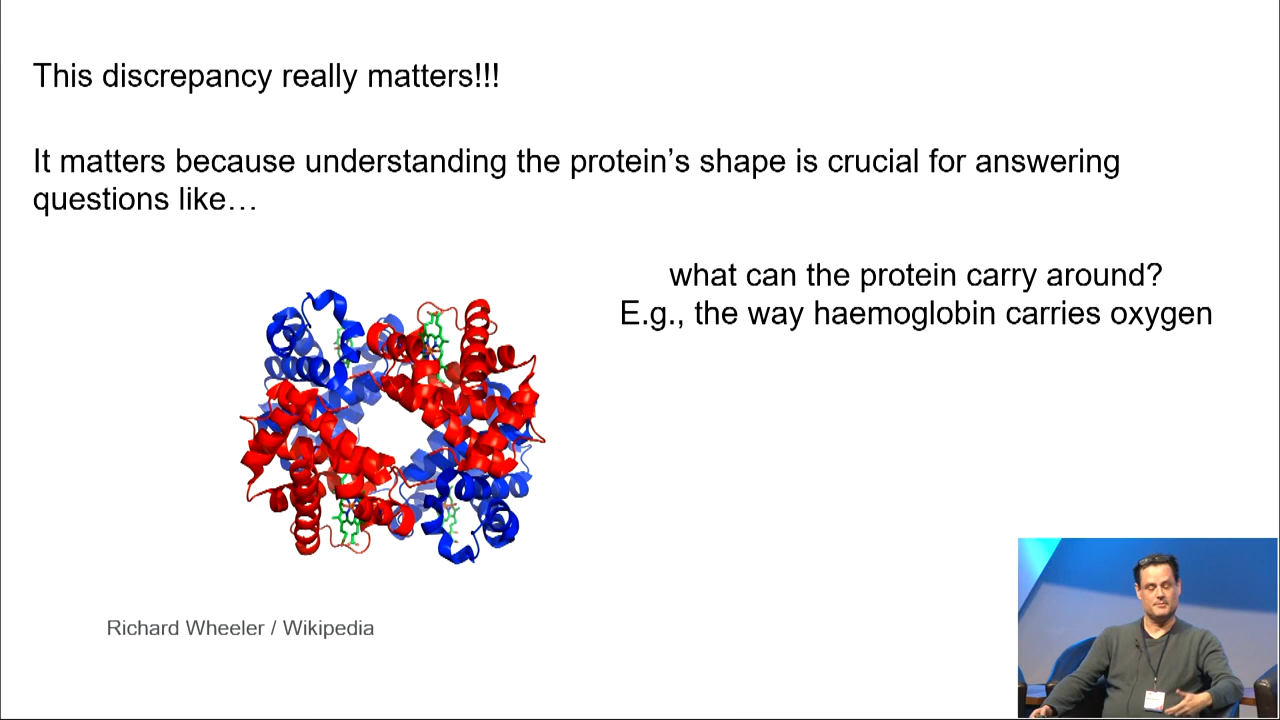 This discrepancy really matters!!!
It matters because understanding the protein’s shape is crucial for answering
questions like…
what can the protein carry around?
E.g., the way haemoglobin carries oxygen
Richard Wheeler / Wikipedia